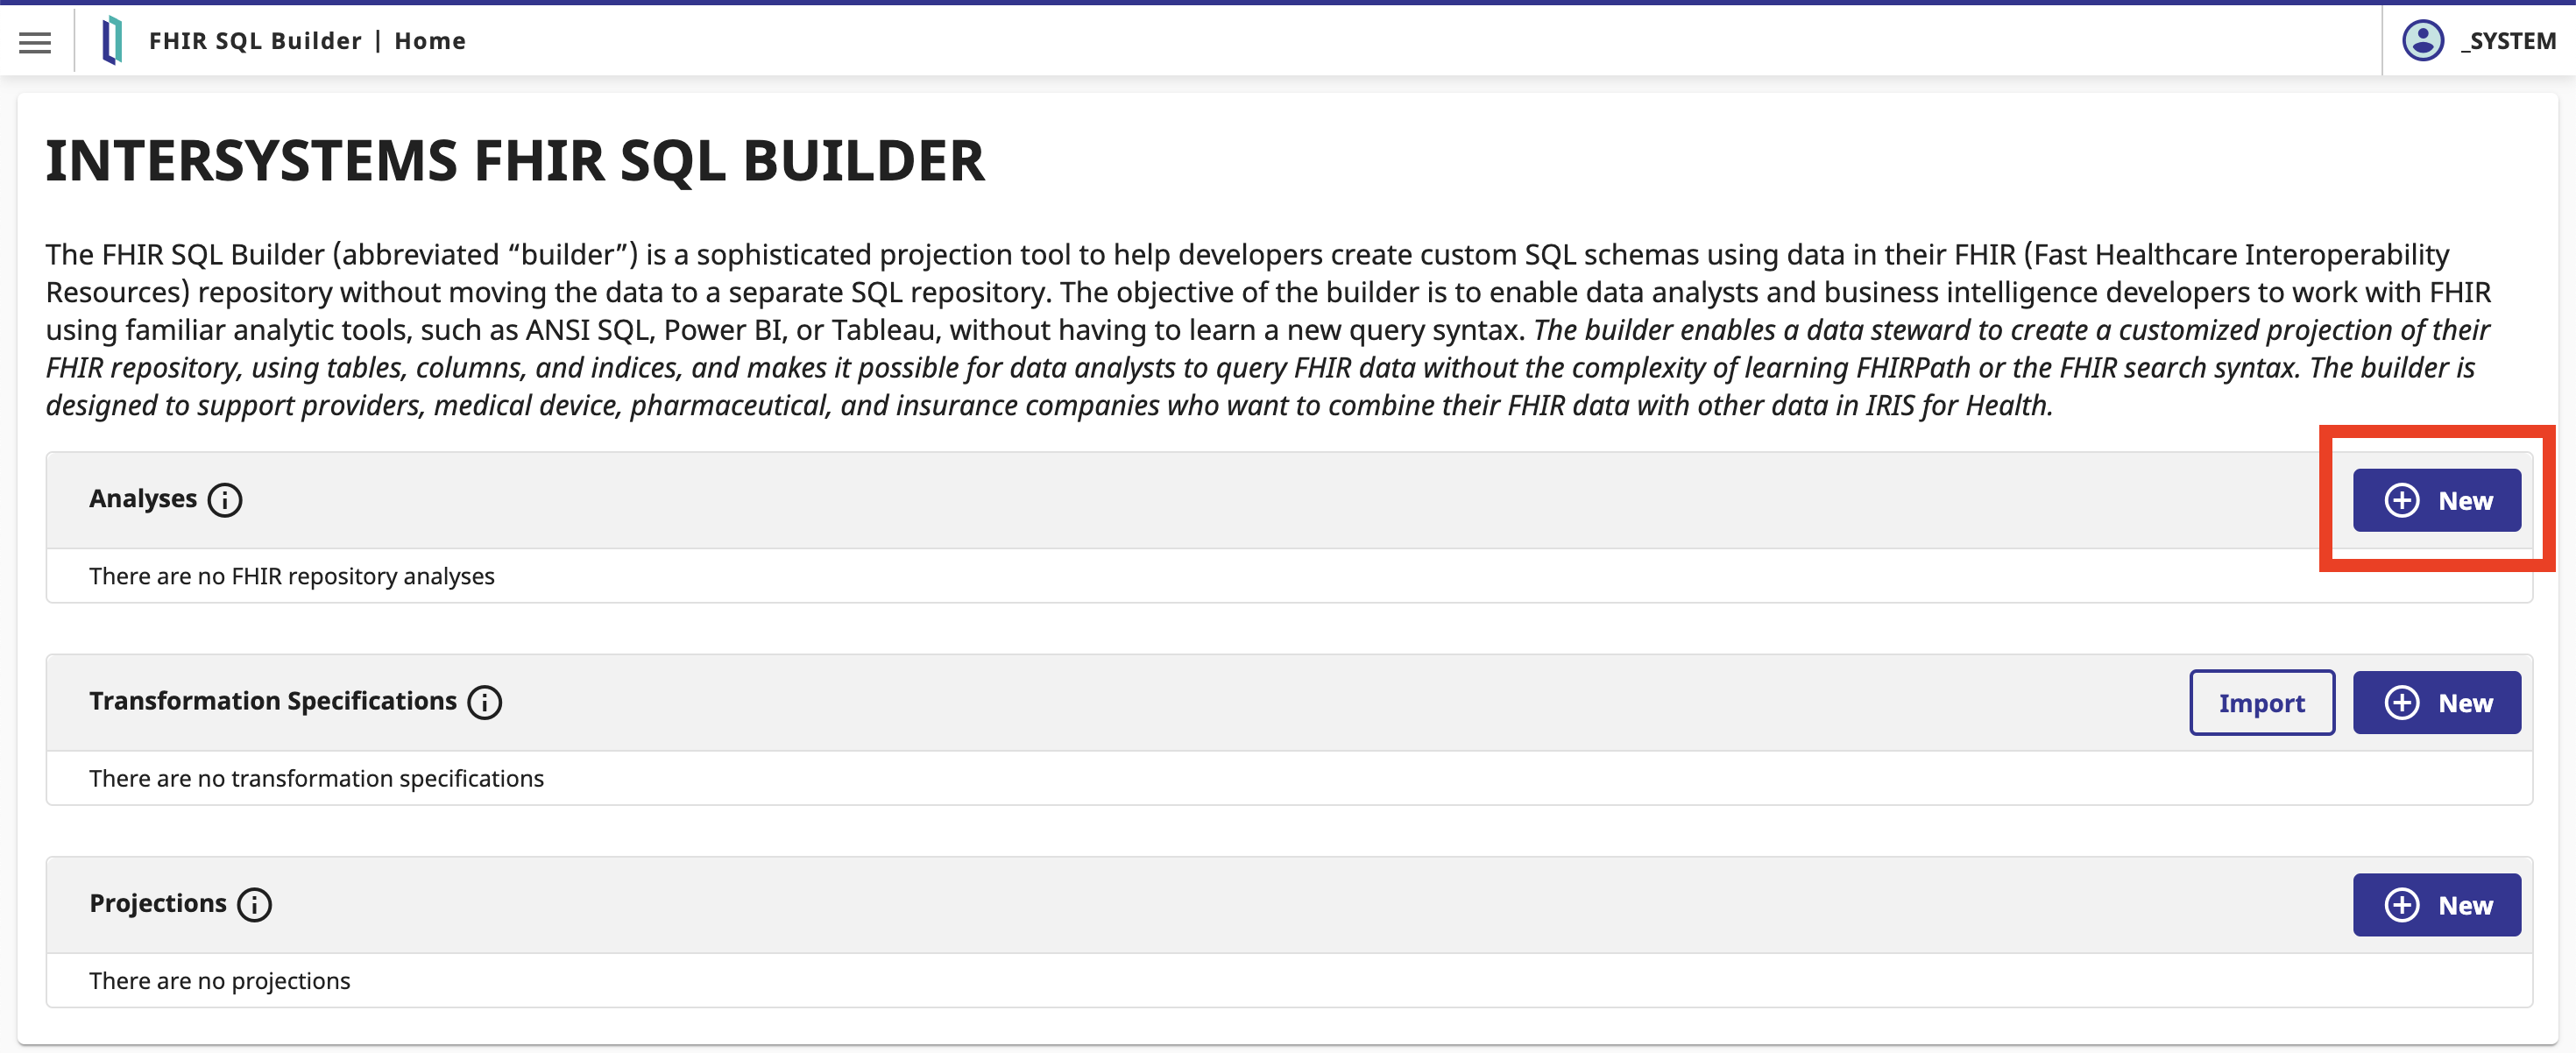 FHIR SQL Builder | Home
_SYSTEM
INTERSYSTEMS FHIR SQL BUILDER
The FHIR SQL Builder (abbreviated “builder”) is a sophisticated projection tool to help developers create custom SQL schemas using data in their FHIR (Fast Healthcare Interoperability
Resources) repository without moving the data to a separate SQL repository. The objective of the builder is to enable data analysts and business intelligence developers to work with FHIR
using familiar analytic tools, such as ANSI SQL, Power BI, or Tableau, without having to learn a new query syntax. The builder enables a data steward to create a customized projection of their
FHIR repository, using tables, columns, and indices, and makes it possible for data analysts to query FHIR data without the complexity of learning FHIRPath or the FHIR search syntax. The builder is
designed to support providers, medical device, pharmaceutical, and insurance companies who want to combine their FHIR data with other data in IRIS for Health.
Analyses
New
There are no FHIR repository analyses
Transformation Specifications
Import
New
There are no transformation specifications
Projections
New
There are no projections